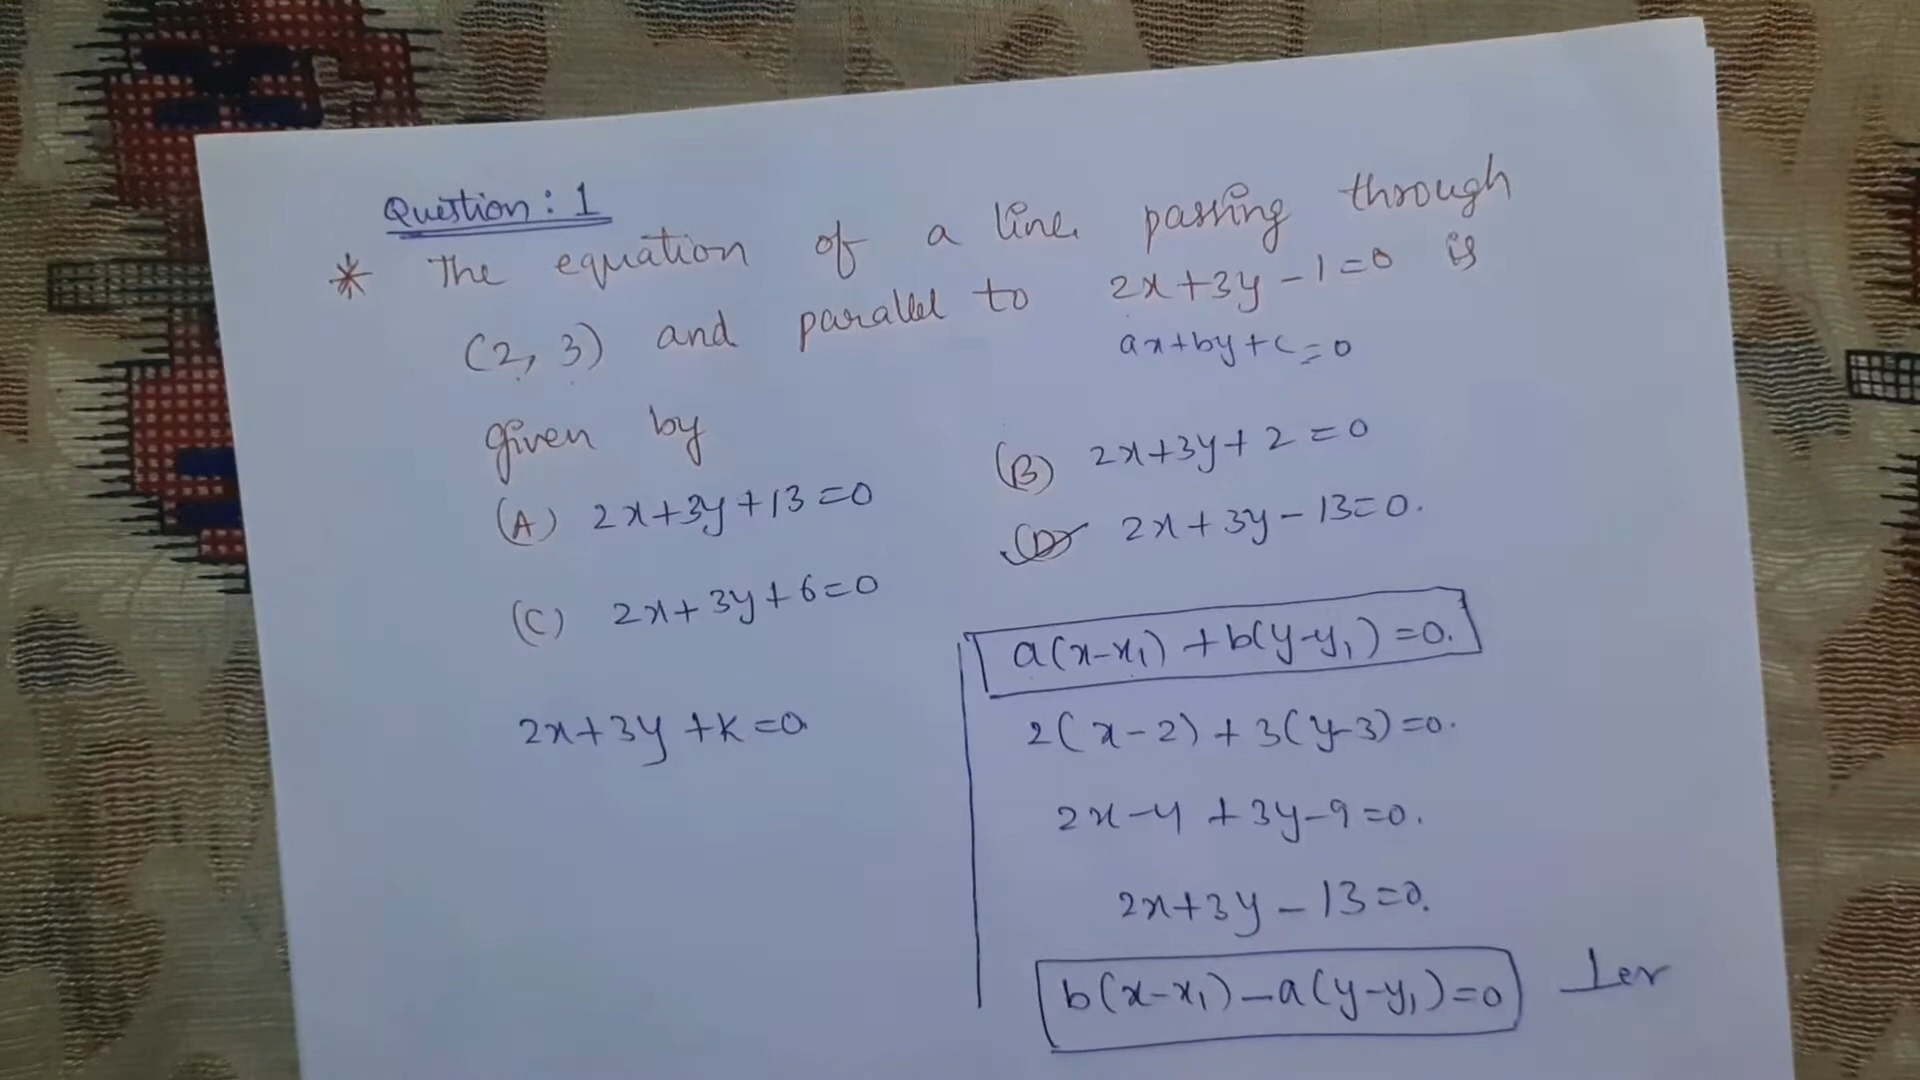 Question: 1
* The equation of a line passing through
(2, 3) and parallel to 2x+3y-1=0 is
ax+by+c=0
given by
(A) 2x+3y+13=0
(B) 2x+3y+2=0
(C) 2x+3y+6=0
(D) 2x+3y-13=0.
2x+3y+k=0
a(x-x₁)+b(y-y₁)=0.
2(x-2)+3(y-3)=0.
2x-4+3y-9=0.
2x+3y-13=0.
b(x-x₁)-a(y-y₁)=0 ⊥er